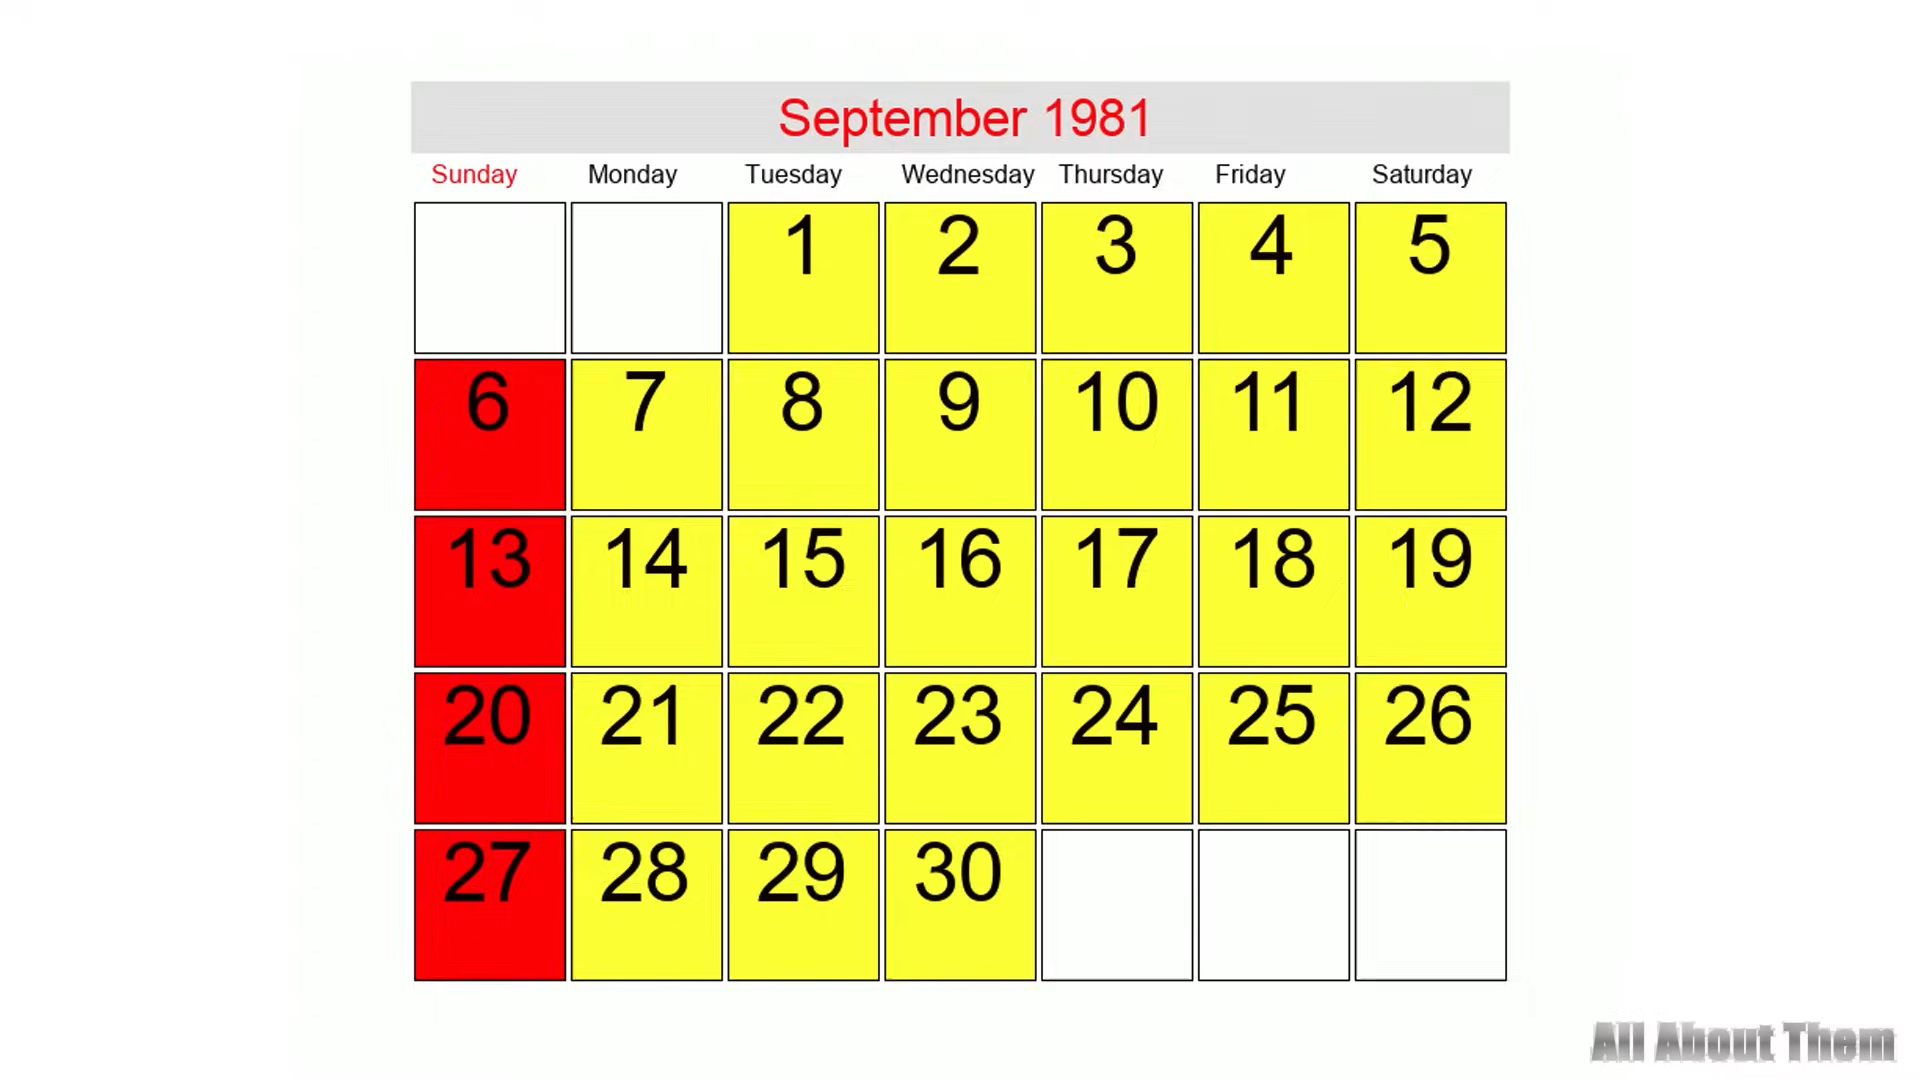 September 1981
Sunday Monday Tuesday Wednesday Thursday Friday Saturday
1 2 3 4 5
6 7 8 9 10 11 12
13 14 15 16 17 18 19
20 21 22 23 24 25 26
27 28 29 30
All About Them